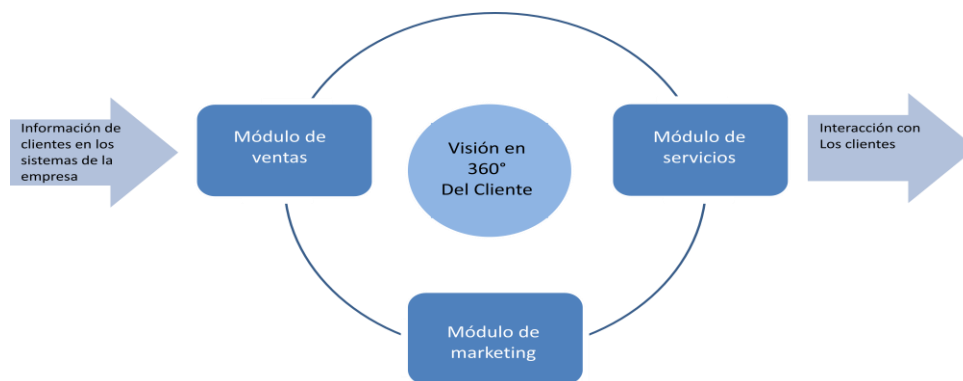 Información de
clientes en los
sistemas de la
empresa
Módulo de
ventas
Visión en
360°
Del Cliente
Módulo de
servicios
Interacción con
Los clientes
Módulo de
marketing